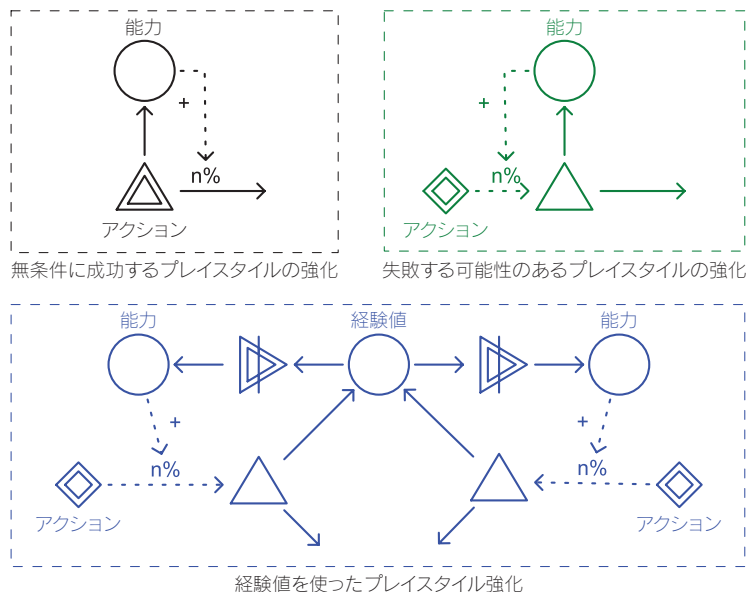 能力
+
n%
アクション
無条件に成功するプレイスタイルの強化
能力
+
n%
アクション
失敗する可能性のあるプレイスタイルの強化
能力
経験値
能力
+
+
n%
n%
アクション
アクション
経験値を使ったプレイスタイル強化